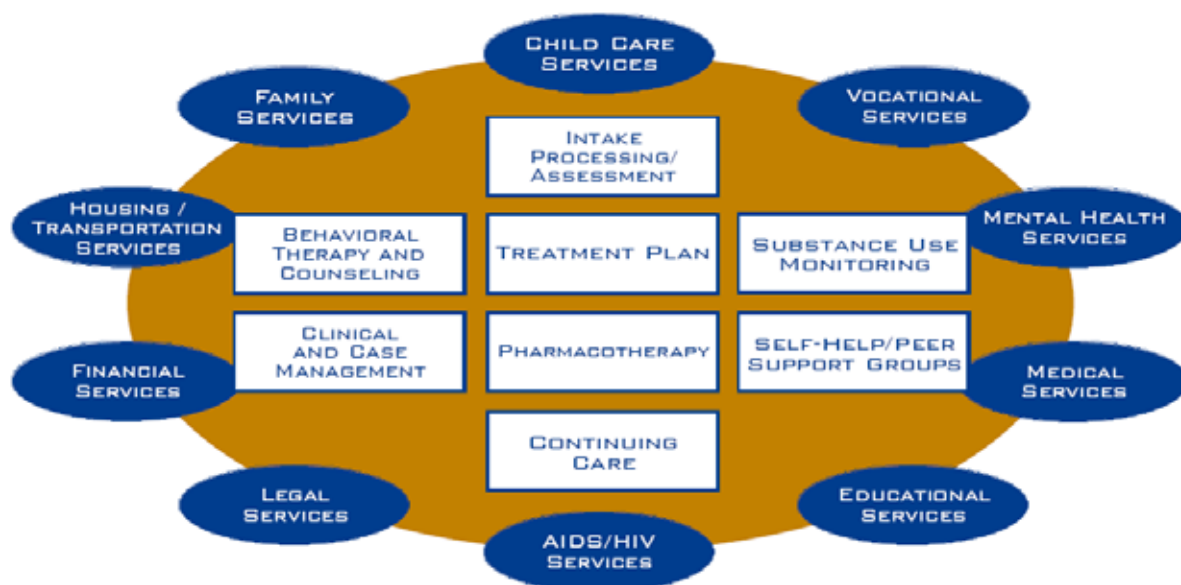 CHILD CARE
SERVICES
FAMILY
SERVICES
VOCATIONAL
SERVICES
INTAKE
PROCESSING/
ASSESSMENT
HOUSING /
TRANSPORTATION
SERVICES
BEHAVIORAL
THERAPY AND
COUNSELING
TREATMENT PLAN
SUBSTANCE USE
MONITORING
MENTAL HEALTH
SERVICES
FINANCIAL
SERVICES
CLINICAL
AND CASE
MANAGEMENT
PHARMACOTHERAPY
SELF-HELP/PEER
SUPPORT GROUPS
MEDICAL
SERVICES
CONTINUING
CARE
LEGAL
SERVICES
AIDS/HIV
SERVICES
EDUCATIONAL
SERVICES